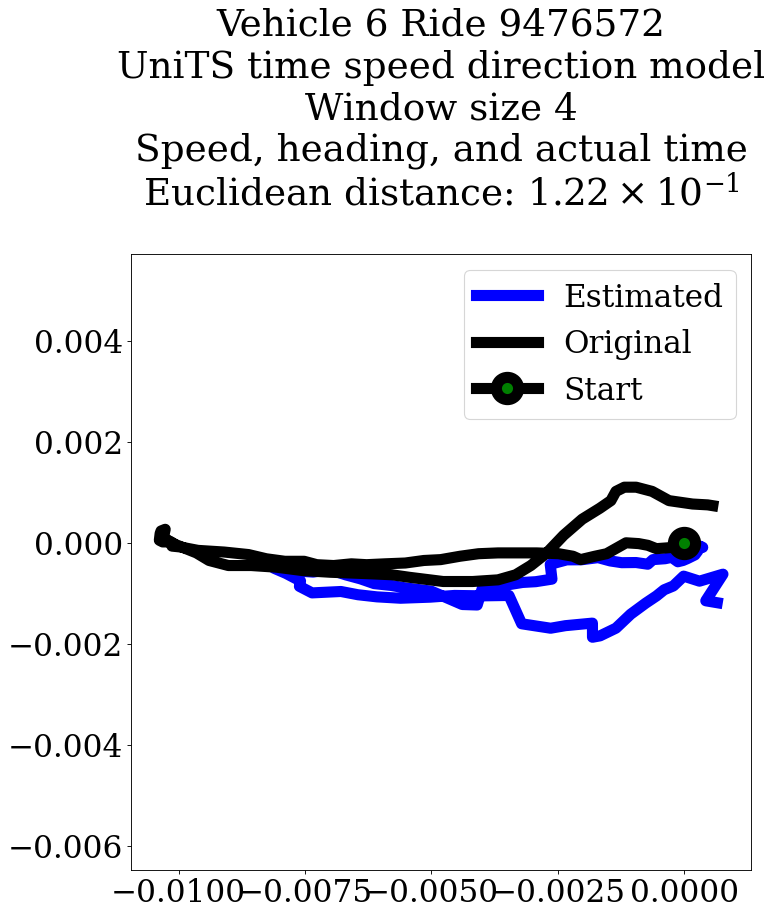 Vehicle 6 Ride 9476572
UniTS time speed direction model
Window size 4
Speed, heading, and actual time
Euclidean distance: 1.22 × 10⁻¹
Estimated
Original
Start
0.004
0.002
0.000
−0.002
−0.004
−0.006
−0.0100 −0.0075 −0.0050 −0.0025 0.0000